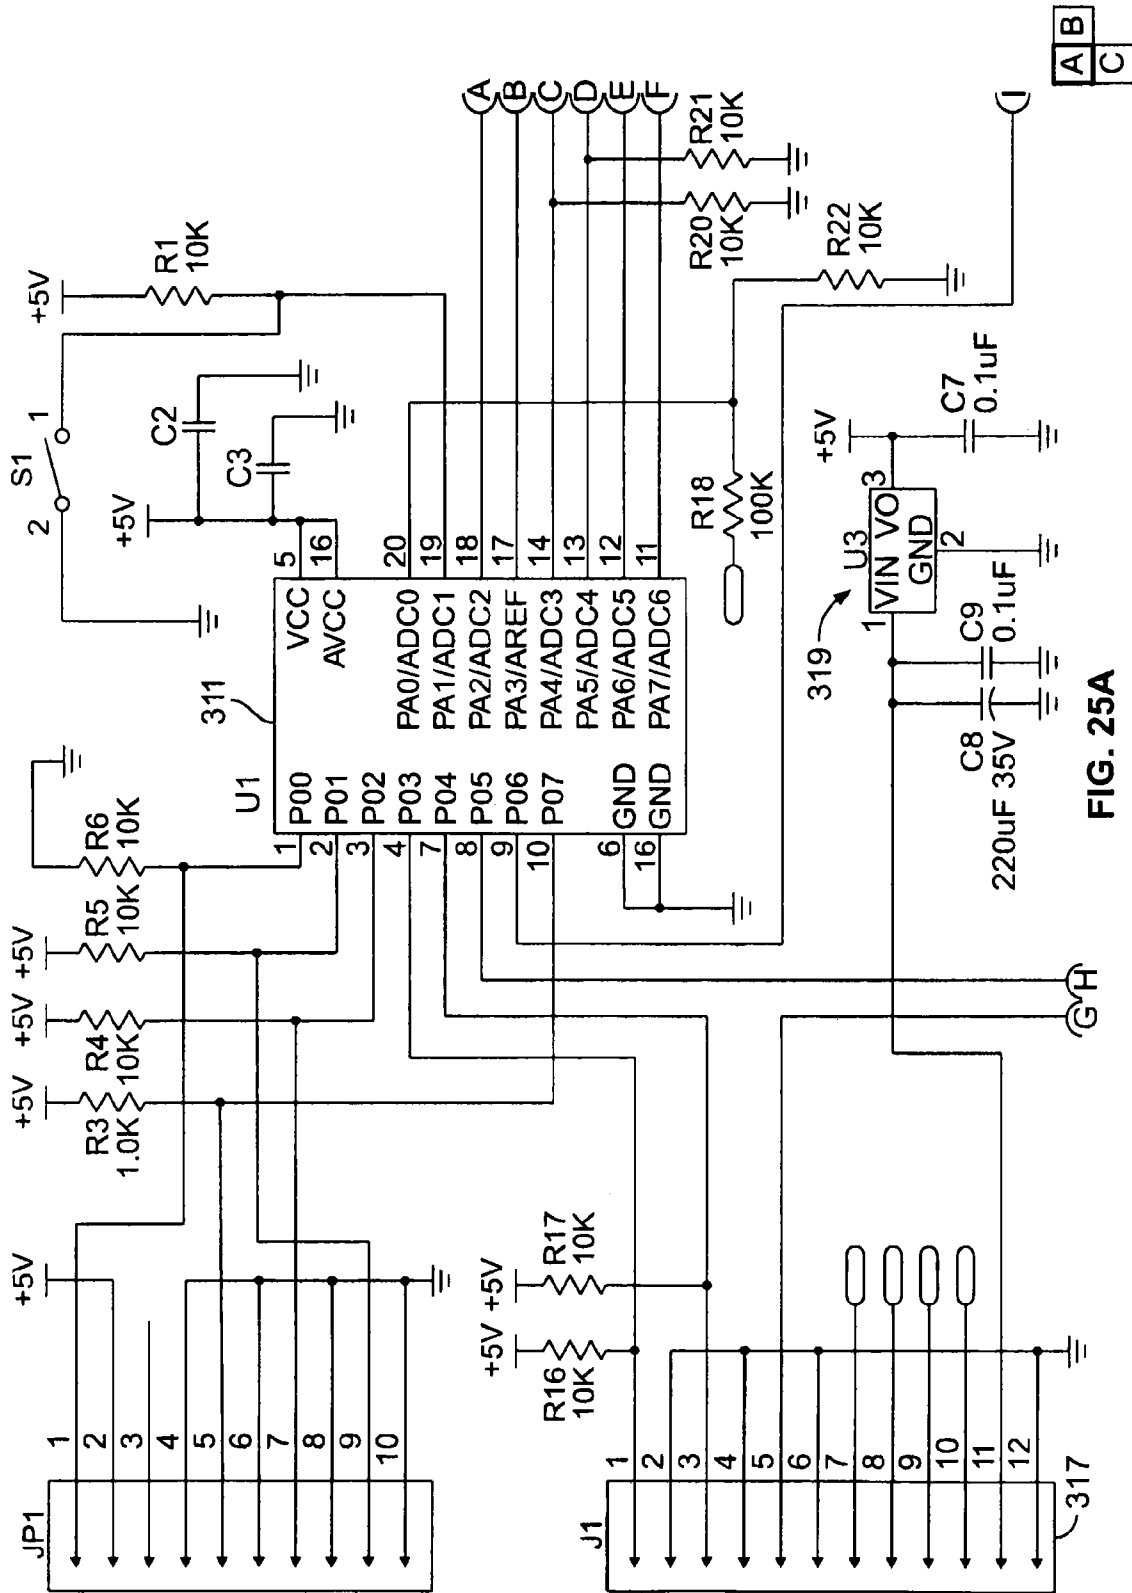 JP1
1
2
3
4
5
6
7
8
9
10
+5V
+5V
R3
1.0K
+5V
R4
10K
+5V
R5
10K
R6
10K
J1
1
2
3
4
5
6
7
8
9
10
11
12
317
+5V
R16
10K
+5V
R17
10K
G
H
U1
311
1
P00
2
P01
3
P02
4
P03
7
P04
8
P05
9
P06
10
P07
6
GND
16
GND
VCC
5
AVCC
16
PA0/ADC0
20
PA1/ADC1
19
PA2/ADC2
18
PA3/AREF
17
PA4/ADC3
14
PA5/ADC4
13
PA6/ADC5
12
PA7/ADC6
11
S1
2
1
+5V
C2
C3
+5V
R1
10K
A
B
C
D
E
F
R18
100K
R20
10K
R21
10K
R22
10K
I
319
U3
1
VIN
VO
3
GND
2
+5V
C8
220uF 35V
C9
0.1uF
C7
0.1uF
FIG. 25A
A
B
C